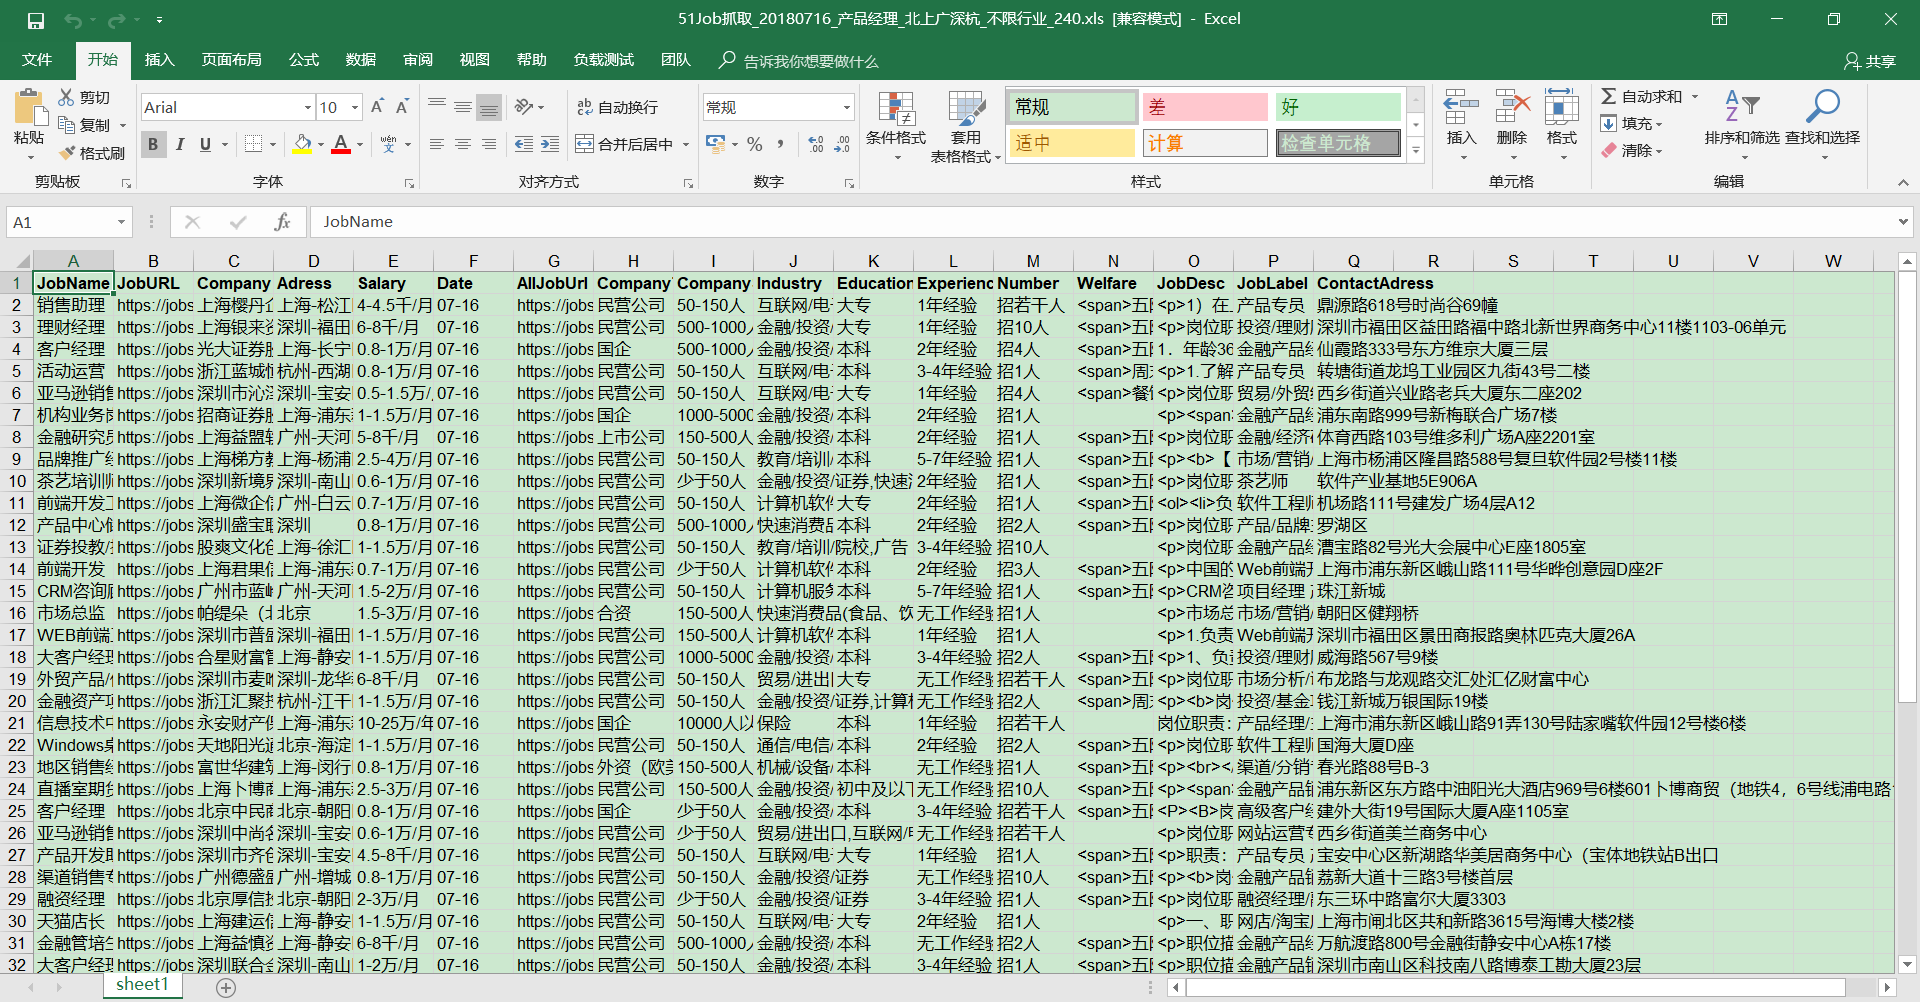 51Job抓取_20180716_产品经理_北上广深杭_不限行业_240.xls [兼容模式] - Excel
文件 开始 插入 页面布局 公式 数据 审阅 视图 帮助 负载测试 团队 告诉我你想要做什么 共享
粘贴 剪切 复制 格式刷 剪贴板
Arial 10 B I U A wén 文 字体
自动换行 合并后居中 对齐方式
常规 % 数字
条件格式 套用表格格式 常规 差 好 适中 计算 检查单元格 样式
插入 删除 格式 单元格
自动求和 填充 清除 排序和筛选 查找和选择 编辑
A1 fx JobName
A B C D E F G H I J K L M N O P Q R S T U V W
1 JobName JobURL Company Adress Salary Date AllJobUrl Company Company Industry Education Experienc Number Welfare JobDesc JobLabel ContactAdress
2 销售助理 https://jobs 上海樱丹 上海-松江 4-4.5千/月 07-16 https://jobs 民营公司 50-150人 互联网/电 大专 1年经验 招若干人 <span>五 <p>1）在 产品专员 鼎源路618号时尚谷69幢
3 理财经理 https://jobs 上海银来 深圳-福田 6-8千/月 07-16 https://jobs 民营公司 500-1000 金融/投资/ 大专 1年经验 招10人 <span>五 <p>岗位职 投资/理财 深圳市福田区益田路福中路北新世界商务中心11楼1103-06单元
4 客户经理 https://jobs 光大证券 上海-长宁 0.8-1万/月 07-16 https://jobs 国企 500-1000 金融/投资/ 本科 2年经验 招4人 <span>五 1．年龄36 金融产品 仙霞路333号东方维京大厦三层
5 活动运营 https://jobs 浙江蓝城 杭州-西湖 0.8-1万/月 07-16 https://jobs 民营公司 50-150人 互联网/电 本科 3-4年经验 招1人 <span>周 <p>1.了解 产品专员 转塘街道龙坞工业园区九街43号二楼
6 亚马逊销售 https://jobs 深圳市沁 深圳-宝安 0.5-1.5万/ 07-16 https://jobs 民营公司 50-150人 互联网/电 大专 1年经验 招4人 <span>餐 <p>岗位职 贸易/外贸 西乡街道兴业路老兵大厦东二座202
7 机构业务 https://jobs 招商证券 上海-浦东 1-1.5万/月 07-16 https://jobs 国企 1000-5000 金融/投资/ 本科 2年经验 招1人 <p><span 金融产品 浦东南路999号新梅联合广场7楼
8 金融研究 https://jobs 上海益盟 广州-天河 5-8千/月 07-16 https://jobs 上市公司 150-500人 金融/投资/ 本科 2年经验 招1人 <span>五 <p>岗位职 金融/经济 体育西路103号维多利广场A座2201室
9 品牌推广 https://jobs 上海梯方 上海-杨浦 2.5-4万/月 07-16 https://jobs 民营公司 50-150人 教育/培训/ 本科 5-7年经验 招1人 <span>五 <p><b>【 市场/营销/ 上海市杨浦区隆昌路588号复旦软件园2号楼11楼
10 茶艺培训 https://jobs 深圳新境 深圳-南山 0.6-1万/月 07-16 https://jobs 民营公司 少于50人 金融/投资/证券,快速 2年经验 招1人 <span>五 <p>岗位职 茶艺师 软件产业基地5E906A
11 前端开发 https://jobs 上海微企 广州-白云 0.7-1万/月 07-16 https://jobs 民营公司 50-150人 计算机软件 大专 2年经验 招1人 <span>五 <ol><li>负 软件工程师 机场路111号建发广场4层A12
12 产品中心 https://jobs 深圳盛宝 深圳 0.8-1万/月 07-16 https://jobs 民营公司 500-1000 快速消费品 本科 2年经验 招2人 <span>五 <p>岗位职 产品/品牌 罗湖区
13 证券投教/ https://jobs 股爽文化 上海-徐汇 1-1.5万/月 07-16 https://jobs 民营公司 50-150人 教育/培训/院校,广告 3-4年经验 招10人 <p>岗位职 金融产品 漕宝路82号光大会展中心E座1805室
14 前端开发 https://jobs 上海君果 上海-浦东 0.7-1万/月 07-16 https://jobs 民营公司 少于50人 计算机软件 本科 2年经验 招3人 <span>五 <p>中国的 Web前端 上海市浦东新区峨山路111号华晔创意园D座2F
15 CRM咨询 https://jobs 广州市蓝 广州-天河 1.5-2万/月 07-16 https://jobs 民营公司 50-150人 计算机服务 本科 5-7年经验 招1人 <span>五 <p>CRM咨 项目经理 珠江新城
16 市场总监 https://jobs 帕缇朵（ 北京 1.5-3万/月 07-16 https://jobs 合资 150-500人 快速消费品(食品、饮 无工作经验 招1人 <p>市场总 市场/营销/ 朝阳区健翔桥
17 WEB前端 https://jobs 深圳市普 深圳-福田 1-1.5万/月 07-16 https://jobs 民营公司 150-500人 计算机软件 本科 1年经验 招1人 <p>1.负责 Web前端 深圳市福田区景田商报路奥林匹克大厦26A
18 大客户经理 https://jobs 合星财富 上海-静安 1-1.5万/月 07-16 https://jobs 民营公司 1000-5000 金融/投资/ 本科 3-4年经验 招2人 <span>五 <p>1、负 投资/理财 威海路567号9楼
19 外贸产品/ https://jobs 深圳市麦 深圳-龙华 6-8千/月 07-16 https://jobs 民营公司 50-150人 贸易/进出 大专 无工作经验 招若干人 <span>五 <p>岗位职 市场分析/ 布龙路与龙观路交汇处汇亿财富中心
20 金融资产 https://jobs 浙江汇聚 杭州-江干 1-1.5万/月 07-16 https://jobs 民营公司 50-150人 金融/投资/证券,计算 无工作经验 招2人 <span>周 <p><b>岗 投资/基金 钱江新城万银国际19楼
21 信息技术 https://jobs 永安财产 上海-浦东 10-25万/年 07-16 https://jobs 国企 10000人以 保险 本科 1年经验 招若干人 岗位职责: 产品经理/ 上海市浦东新区峨山路91弄130号陆家嘴软件园12号楼6楼
22 Windows https://jobs 天地阳光 北京-海淀 1-1.5万/月 07-16 https://jobs 民营公司 50-150人 通信/电信/ 本科 2年经验 招2人 <span>五 <p>岗位职 软件工程师 国海大厦D座
23 地区销售 https://jobs 富世华建 上海-闵行 0.8-1万/月 07-16 https://jobs 外资（欧 150-500人 机械/设备/ 本科 无工作经验 招1人 <span>五 <p><br></ 渠道/分销 春光路88号B-3
24 直播室期货 https://jobs 上海卜博 上海-浦东 2.5-3万/月 07-16 https://jobs 民营公司 150-500人 金融/投资/ 初中及以下 无工作经验 招10人 <span>五 <p><span 金融产品 浦东新区东方路中油阳光大酒店969号6楼601卜博商贸（地铁4，6号线浦电路
25 客户经理 https://jobs 北京中民 北京-朝阳 0.8-1万/月 07-16 https://jobs 国企 少于50人 金融/投资/ 本科 3-4年经验 招若干人 <span>五 <P><B>岗 高级客户 建外大街19号国际大厦A座1105室
26 亚马逊销售 https://jobs 深圳中尚 深圳-宝安 0.6-1万/月 07-16 https://jobs 民营公司 少于50人 贸易/进出口,互联网/ 无工作经验 招若干人 <p>岗位职 网站运营 西乡街道美兰商务中心
27 产品开发 https://jobs 深圳市齐 深圳-宝安 4.5-8千/月 07-16 https://jobs 民营公司 50-150人 互联网/电 大专 1年经验 招1人 <span>五 <p>职责： 产品专员 宝安中心区新湖路华美居商务中心（宝体地铁站B出口
28 渠道销售 https://jobs 广州德盛 广州-增城 0.8-1万/月 07-16 https://jobs 民营公司 50-150人 金融/投资/证券 无工作经验 招10人 <span>五 <p><b>岗 金融产品 荔新大道十三路3号楼首层
29 融资经理 https://jobs 北京厚信 北京-朝阳 2-3万/月 07-16 https://jobs 民营公司 少于50人 金融/投资/证券 3-4年经验 招1人 <span>五 <p>岗位职 融资经理/ 东三环中路富尔大厦3303
30 天猫店长 https://jobs 上海建运 上海-静安 1-1.5万/月 07-16 https://jobs 民营公司 50-150人 互联网/电 大专 2年经验 招1人 <p>一、职 网店/淘宝 上海市闸北区共和新路3615号海博大楼2楼
31 金融管培生 https://jobs 上海益慎 上海-静安 6-8千/月 07-16 https://jobs 民营公司 500-1000 金融/投资/ 本科 无工作经验 招2人 <span>五 <p>职位描 金融产品 万航渡路800号金融街静安中心A栋17楼
32 大客户经理 https://jobs 深圳联合 深圳-南山 1-2万/月 07-16 https://jobs 民营公司 50-150人 金融/投资/ 本科 3-4年经验 招1人 <span>五 <p>职位描 金融产品 深圳市南山区科技南八路博泰工勘大厦23层
sheet1